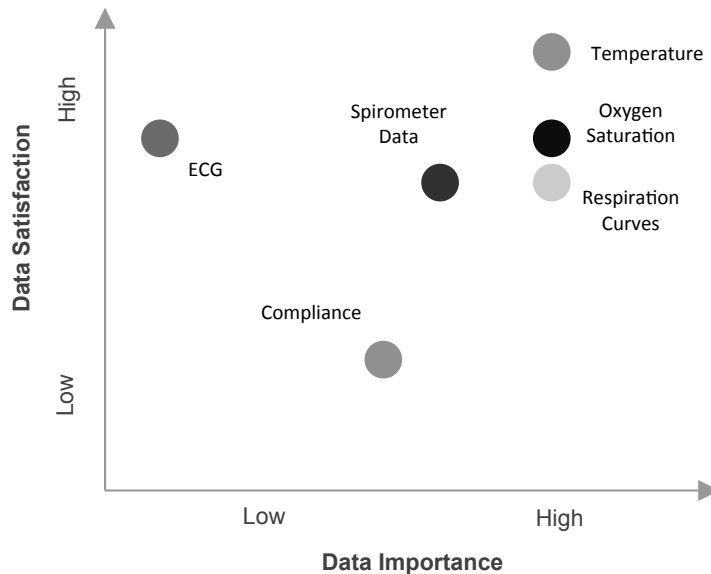 High
Temperature
Spirometer
Data
Oxygen
Saturation
ECG
Respiration
Curves
Data Satisfaction
Compliance
Low
Low
High
Data Importance